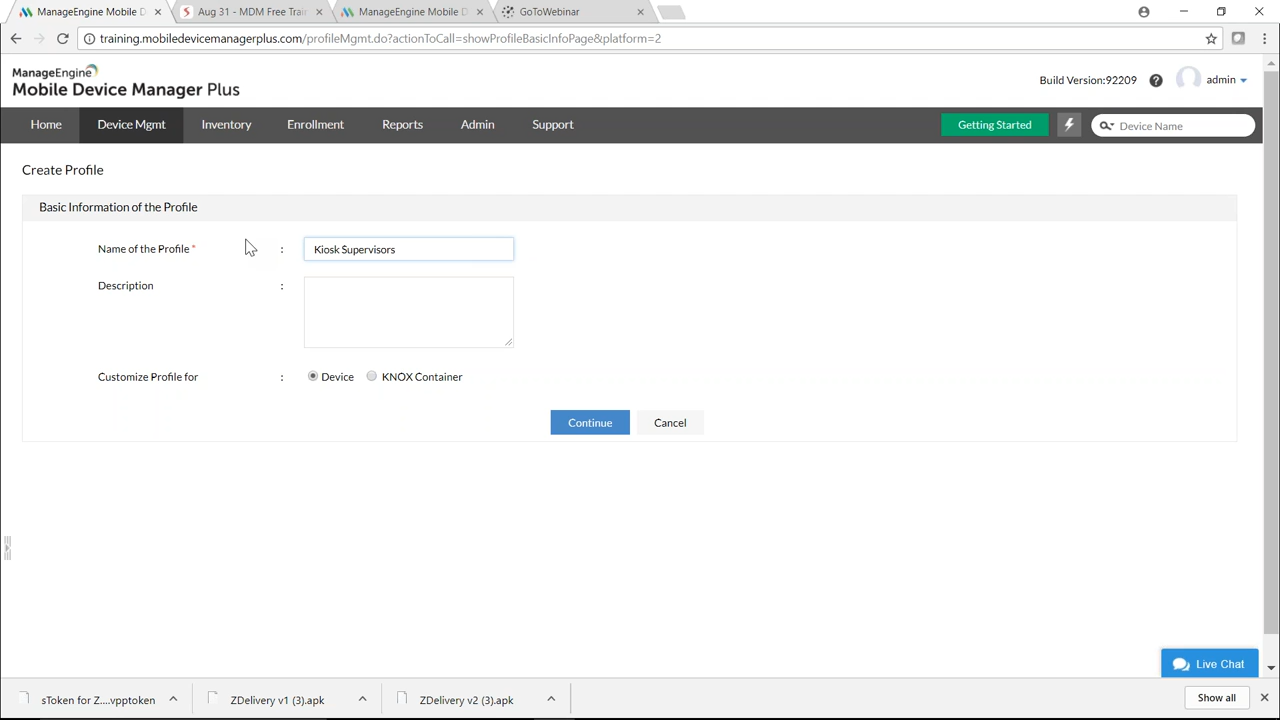 ManageEngine Mobile D
Aug 31 - MDM Free Train
ManageEngine Mobile D
GoToWebinar
training.mobiledevicemanagerplus.com/profileMgmt.do?actionToCall=showProfileBasicInfoPage&platform=2
ManageEngine
Mobile Device Manager Plus
Build Version:92209
admin
Home
Device Mgmt
Inventory
Enrollment
Reports
Admin
Support
Getting Started
Device Name
Create Profile
Basic Information of the Profile
Name of the Profile * : Kiosk Supervisors
Description :
Customize Profile for : Device KNOX Container
Continue
Cancel
Live Chat
sToken for Z....vpptoken
ZDelivery v1 (3).apk
ZDelivery v2 (3).apk
Show all